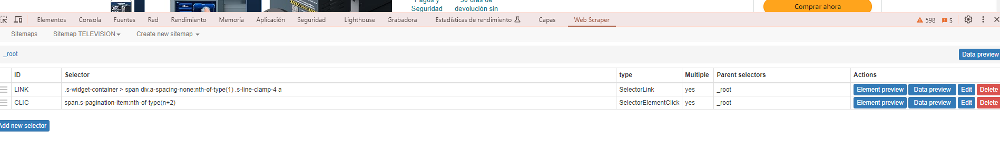 Pagos y
Seguridad
30 días de
devolución sin
Comprar ahora
Elementos Consola Fuentes Red Rendimiento Memoria Aplicación Seguridad Lighthouse Grabadora Estadísticas de rendimiento Capas Web Scraper 598 5
Sitemaps Sitemap TELEVISION Create new sitemap
_root Data preview
ID Selector type Multiple Parent selectors Actions
LINK .s-widget-container > span div.a-spacing-none:nth-of-type(1) .s-line-clamp-4 a SelectorLink yes _root Element preview Data preview Edit Delete
CLIC span.s-pagination-item:nth-of-type(n+2) SelectorElementClick yes _root Element preview Data preview Edit Delete
Add new selector